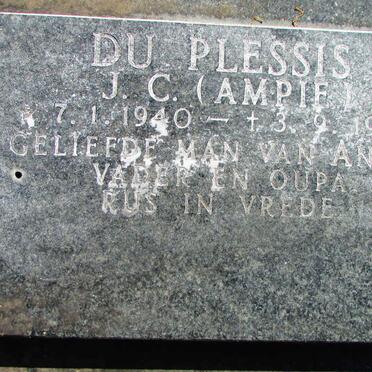 DU PLESSIS
J. C. (AMPIE)
* 7. 1. 1940 — † 3. 9.
GELIEFDE MAN VAN
VADER EN OUPA
RUS IN VREDE